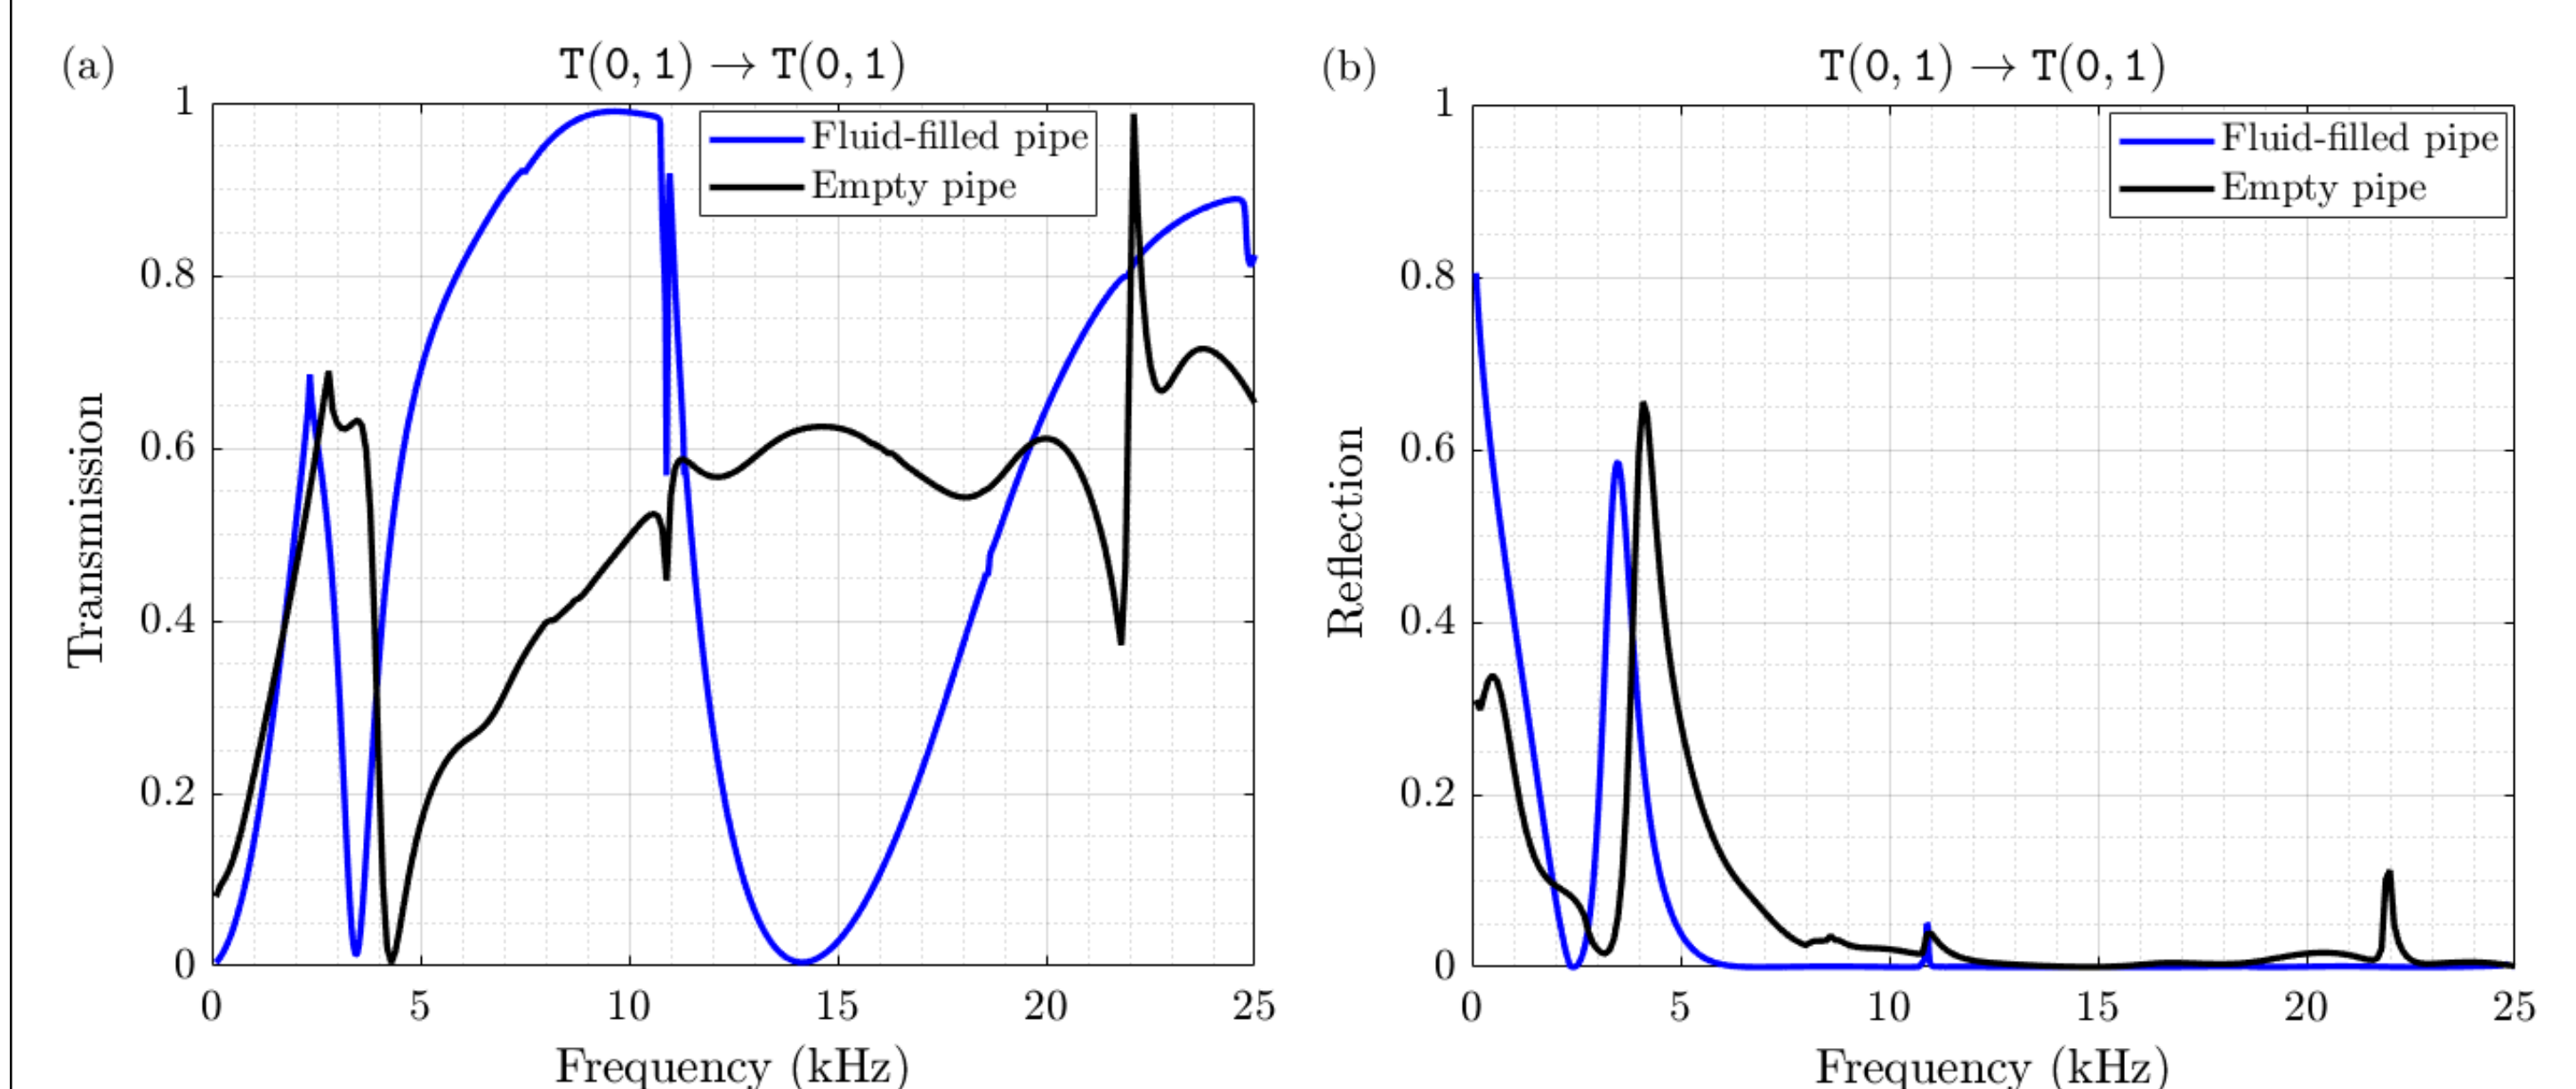 (a)
T(0, 1) → T(0, 1)
Transmission
1
0.8
0.6
0.4
0.2
0
Fluid-filled pipe
Empty pipe
0 5 10 15 20 25
Frequency (kHz)
(b)
T(0, 1) → T(0, 1)
Reflection
1
0.8
0.6
0.4
0.2
0
Fluid-filled pipe
Empty pipe
0 5 10 15 20 25
Frequency (kHz)